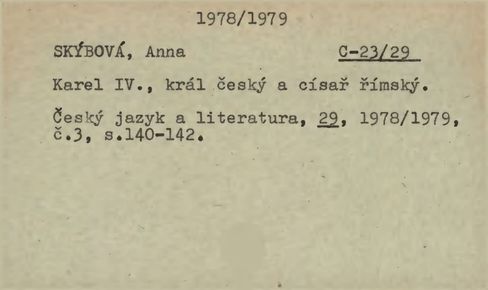 1978/1979
SKÝBOVÁ, Anna C-23/29
Karel IV., král český a císař římský.
Český jazyk a literatura, 29, 1978/1979,
č.3, s.140-142.